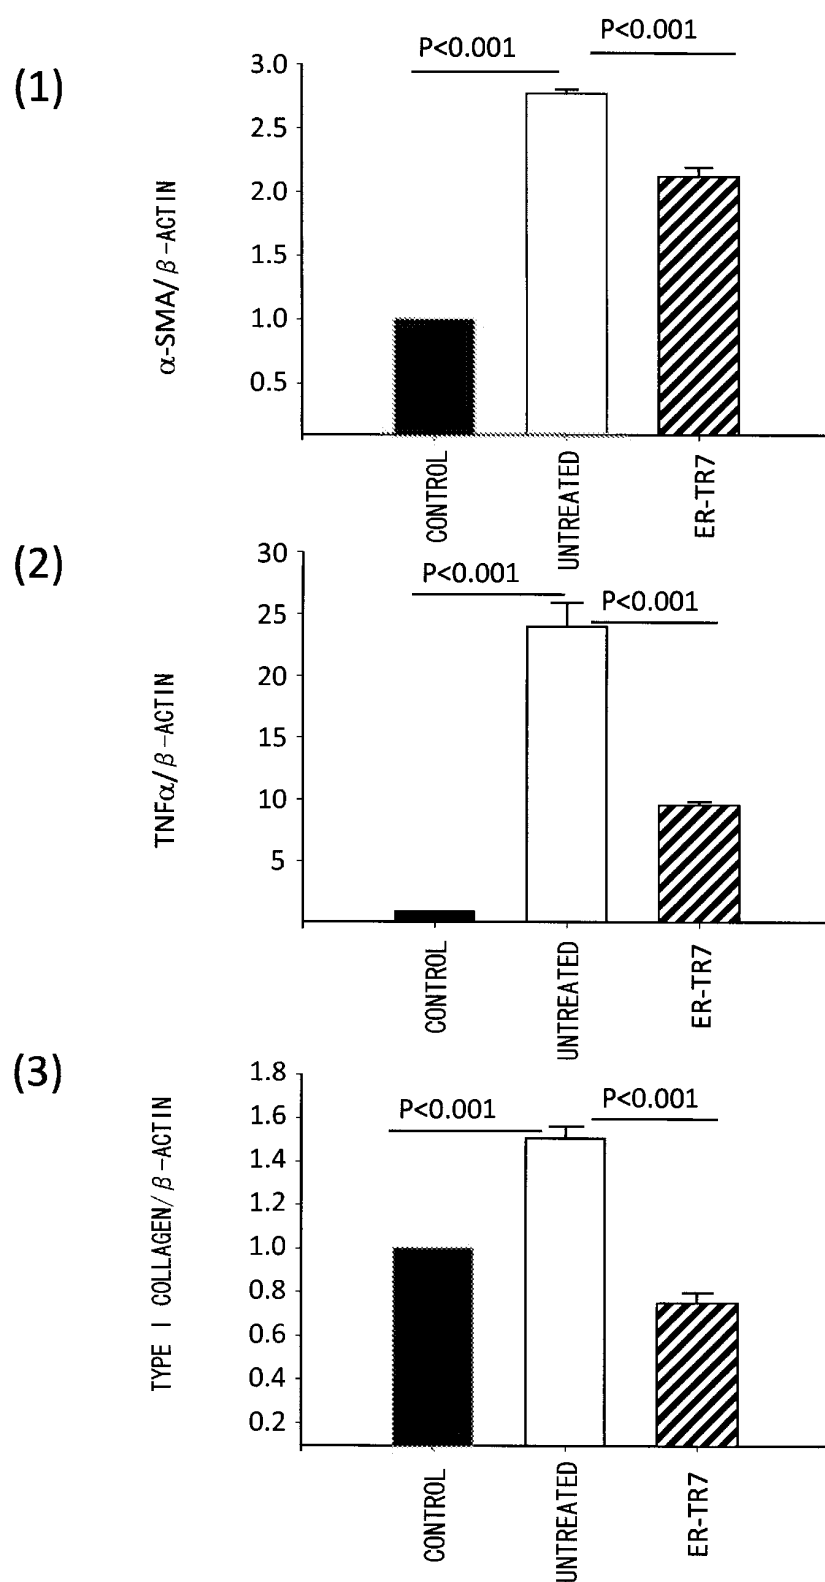 (1)
P<0.001
P<0.001
α-SMA/β-ACTIN
3.0
2.5
2.0
1.5
1.0
0.5
CONTROL
UNTREATED
ER-TR7
(2)
P<0.001
P<0.001
TNFα/β-ACTIN
30
25
20
15
10
5
CONTROL
UNTREATED
ER-TR7
(3)
P<0.001
P<0.001
TYPE I COLLAGEN/β-ACTIN
1.8
1.6
1.4
1.2
1.0
0.8
0.6
0.4
0.2
CONTROL
UNTREATED
ER-TR7